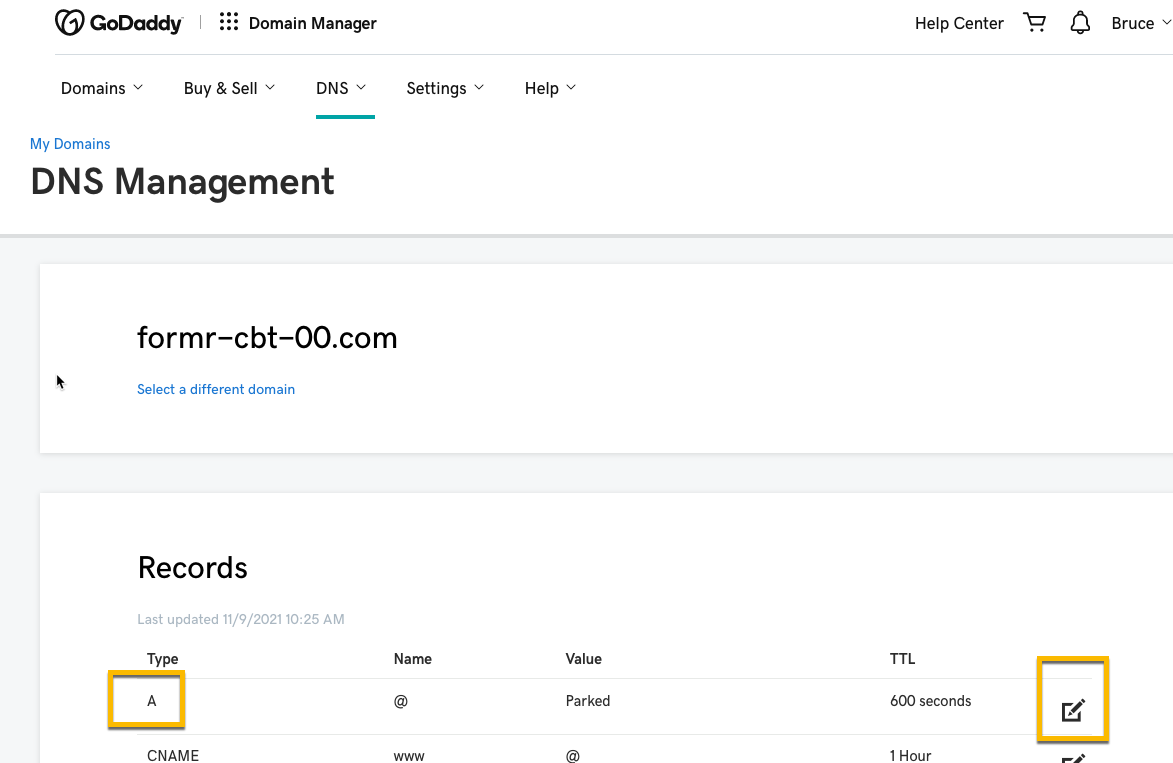 GoDaddy Domain Manager Help Center Bruce
Domains Buy & Sell DNS Settings Help
My Domains
DNS Management
formr-cbt-00.com
Select a different domain
Records
Last updated 11/9/2021 10:25 AM
Type Name Value TTL
A @ Parked 600 seconds
CNAME www @ 1 Hour